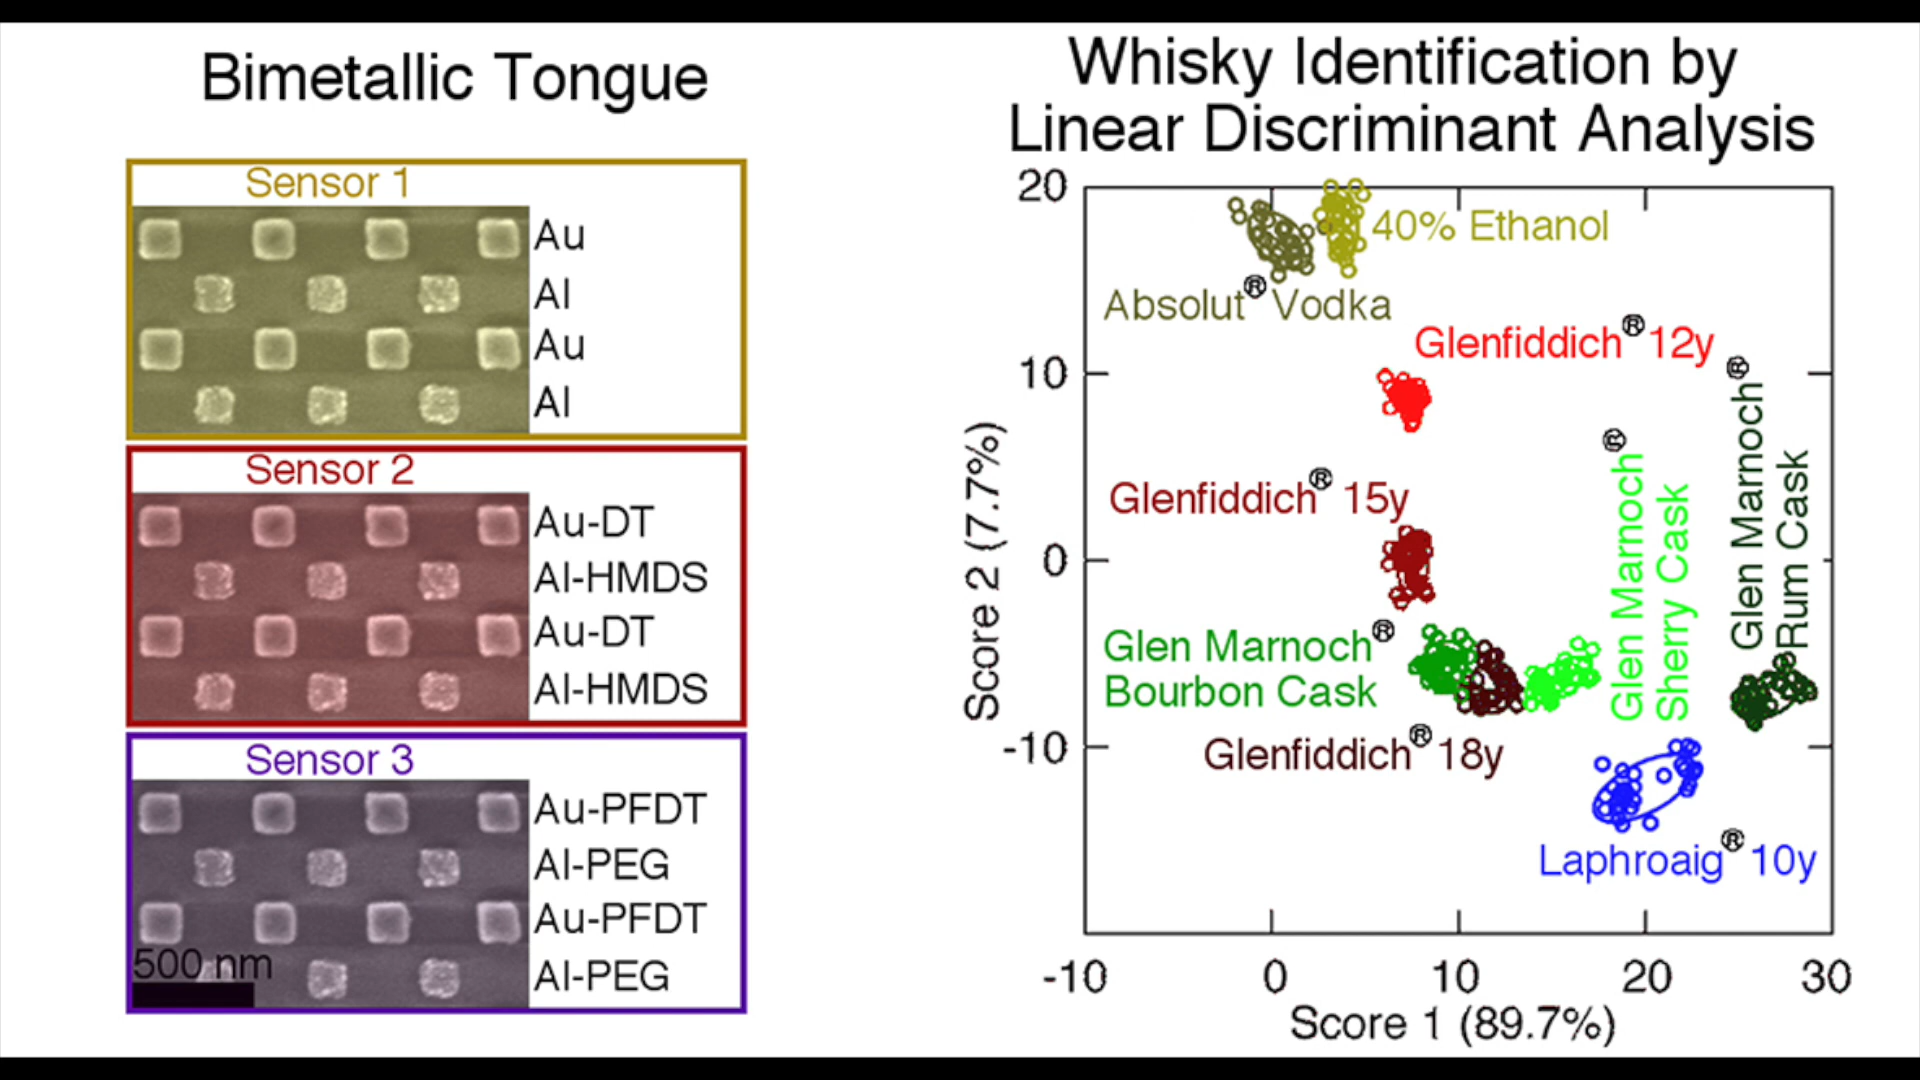 Bimetallic Tongue
Sensor 1
Au
Al
Au
Al
Sensor 2
Au-DT
Al-HMDS
Au-DT
Al-HMDS
Sensor 3
Au-PFDT
Al-PEG
Au-PFDT
Al-PEG
500 nm
Whisky Identification by
Linear Discriminant Analysis
20
10
0
-10
Score 2 (7.7%)
40% Ethanol
Absolut® Vodka
Glenfiddich® 12y
Glenfiddich® 15y
Glen Marnoch®
Bourbon Cask
Glenfiddich® 18y
Glen Marnoch®
Sherry Cask
Glen Marnoch®
Rum Cask
Laphroaig® 10y
-10
0
10
20
30
Score 1 (89.7%)